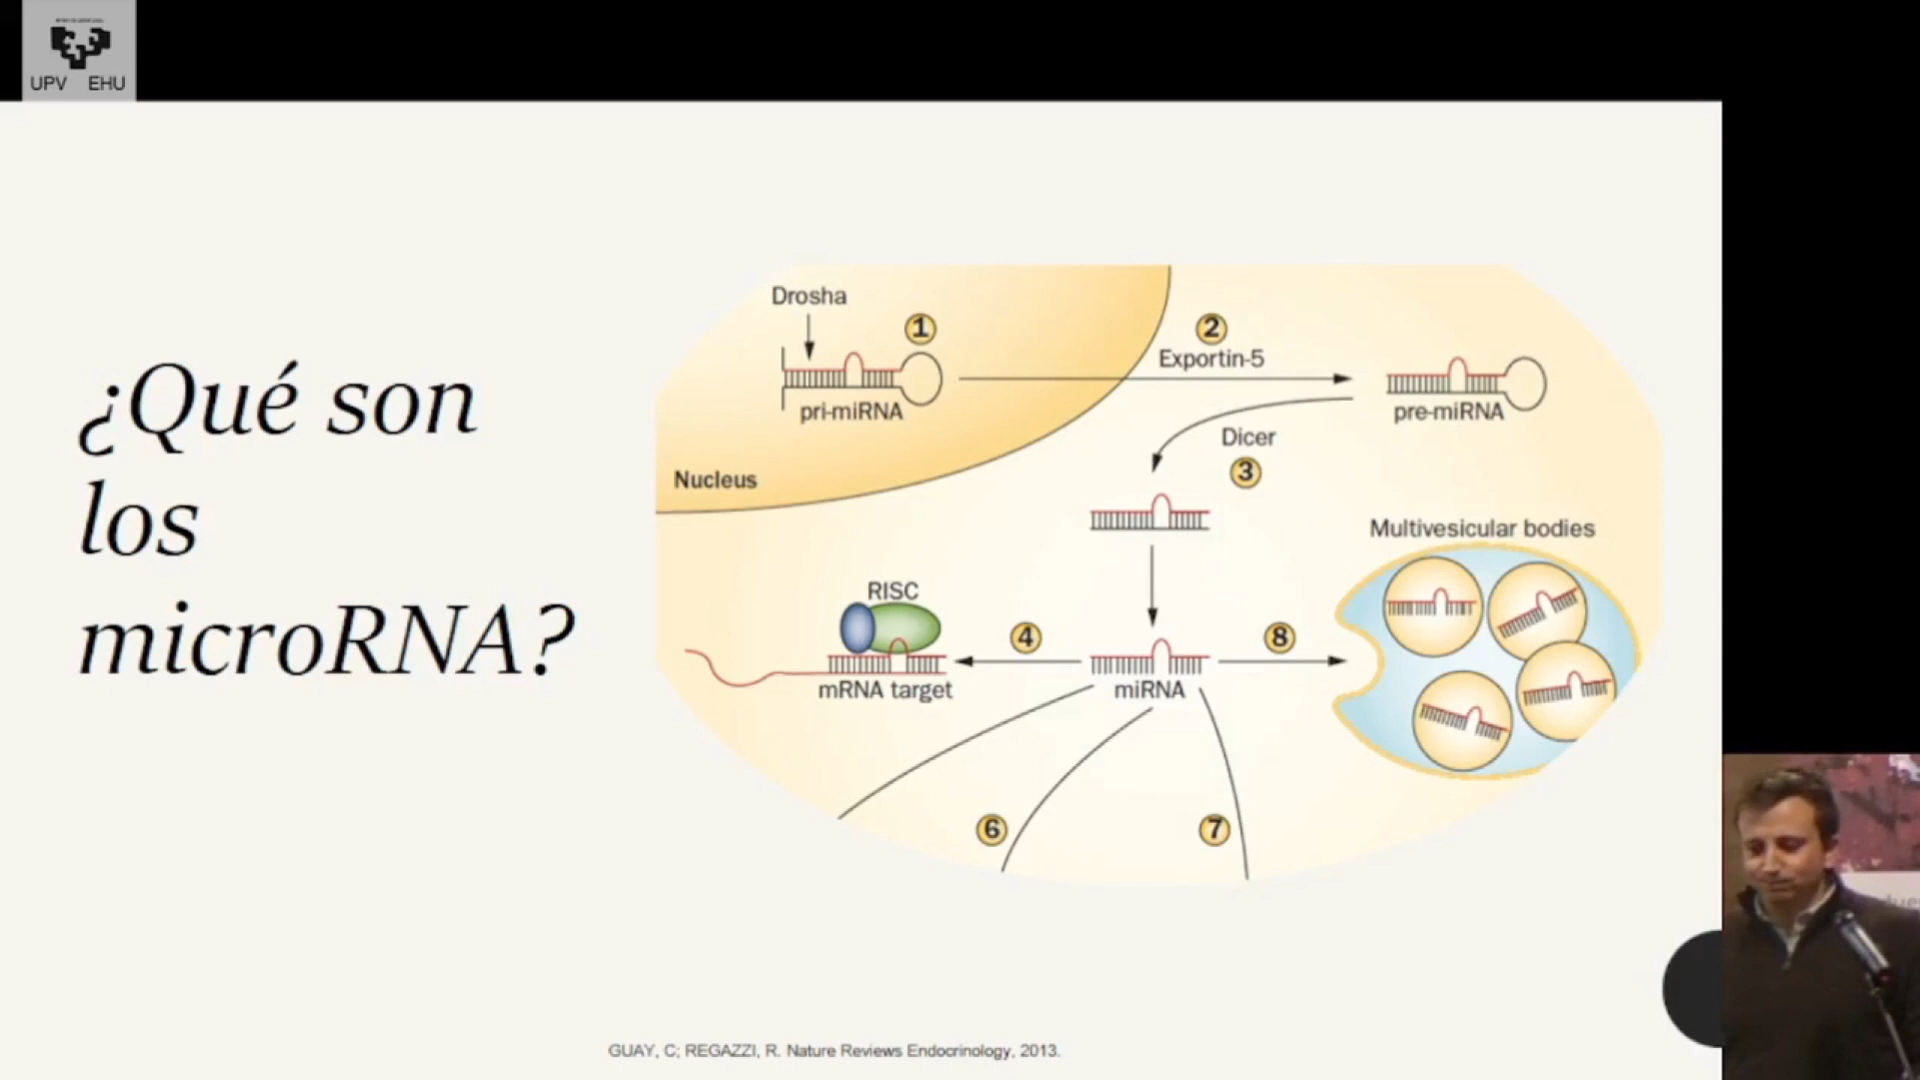 UPV EHU
¿Qué son
los
microRNA?
Drosha
1
pri-miRNA
Nucleus
2
Exportin-5
pre-miRNA
Dicer
3
Multivesicular bodies
RISC
4
8
mRNA target
miRNA
6
7
GUAY, C; REGAZZI, R. Nature Reviews Endocrinology, 2013.